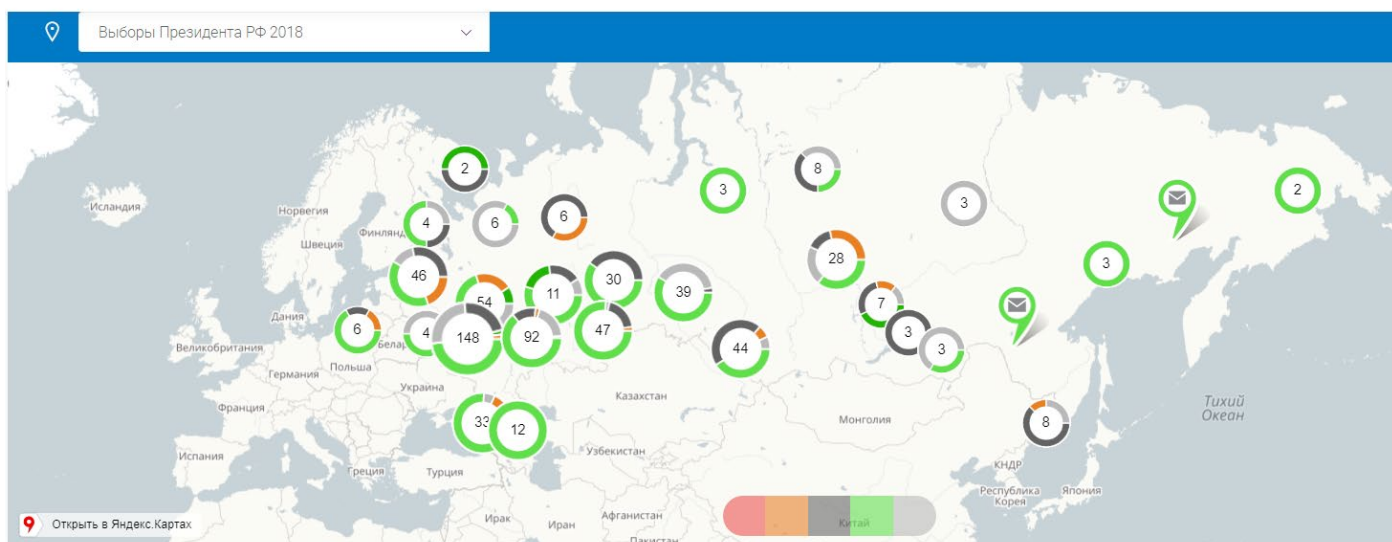 Выборы Президента РФ 2018
2
8
3
3
2
Исландия
Норвегия
4
6
6
Финлянд
Швеция
3
28
46
54
11
30
39
7
Дания
6
4
148
92
47
3
3
44
Великобритания
Белар
Польша
Германия
Украина
Казахстан
Монголия
Тихий
Океан
Франция
33
12
8
Испания
Греция
Турция
Узбекистан
КНДР
Республика
Корея
Япония
Открыть в Яндекс.Картах
Ирак
Иран
Афганистан
Китай
Пакистан